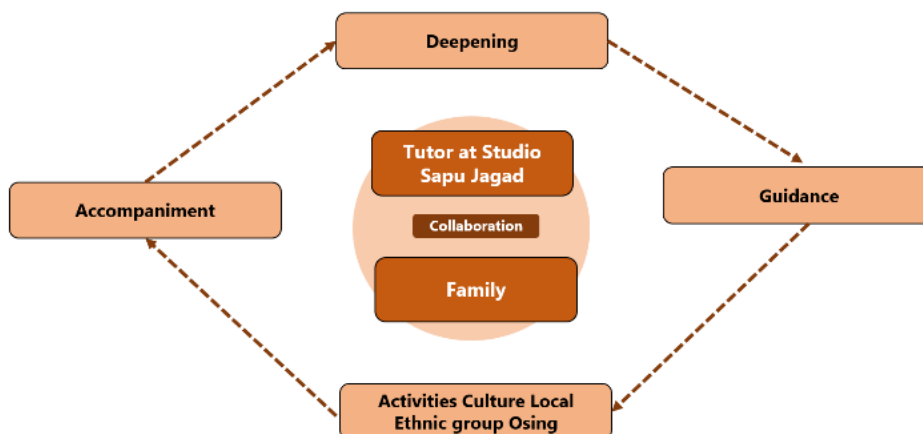 Deepening
Tutor at Studio
Sapu Jagad
Accompaniment
Guidance
Collaboration
Family
Activities Culture Local
Ethnic group Osing